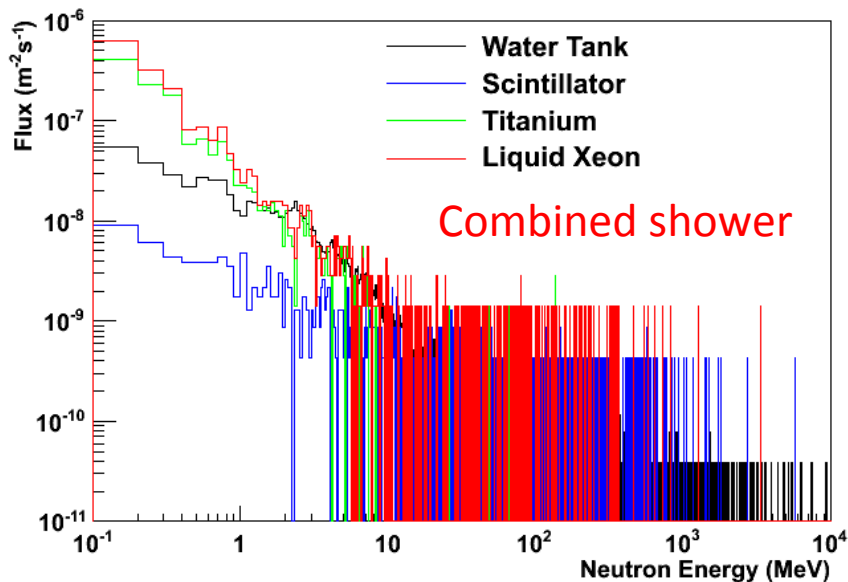 Flux (m⁻²s⁻¹)
10⁻⁶
10⁻⁷
10⁻⁸
10⁻⁹
10⁻¹⁰
10⁻¹¹
Water Tank
Scintillator
Titanium
Liquid Xeon
Combined shower
10⁻¹ 1 10 10² 10³ 10⁴
Neutron Energy (MeV)